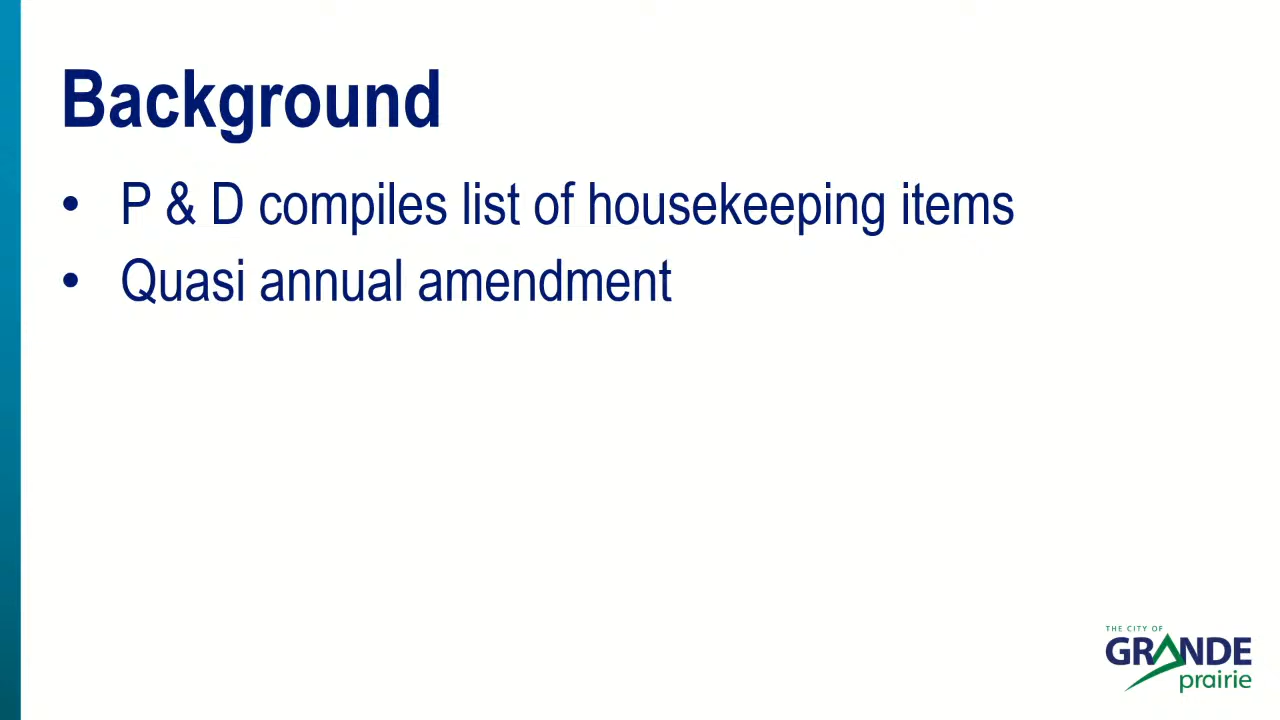 Background
• P & D compiles list of housekeeping items
• Quasi annual amendment
THE CITY OF
GRANDE
prairie